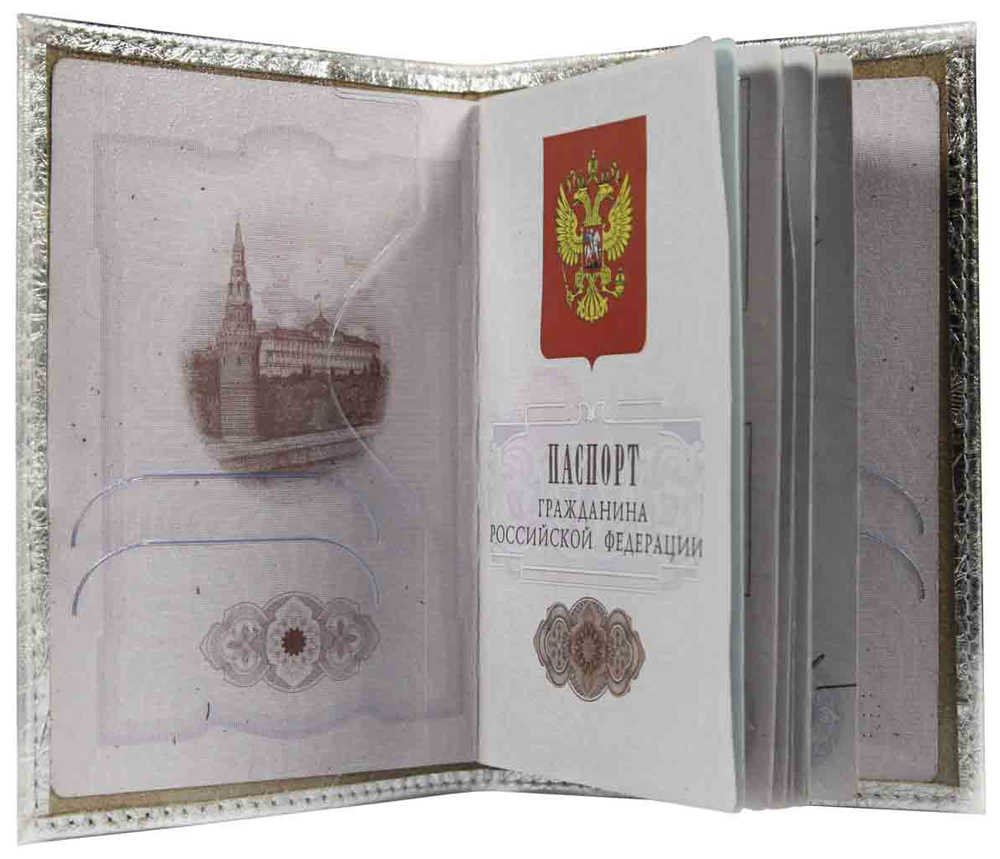 ПАСПОРТ
ГРАЖДАНИНА
РОССИЙСКОЙ ФЕДЕРАЦИИ